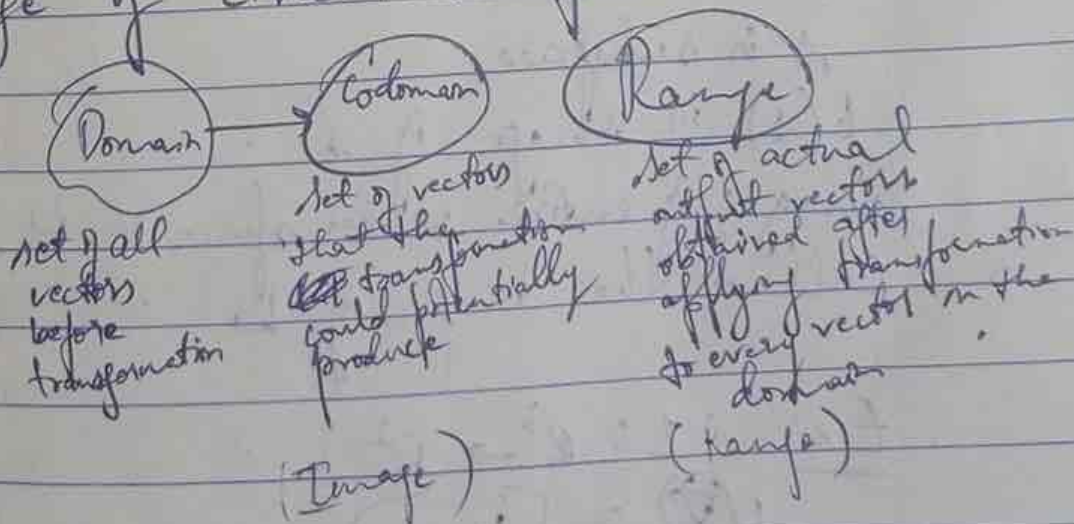 Domain
Codomain
Range
set of all
vectors
before
transformation
set of vectors
that the
transformation
could potentially
produce
(Image)
set of actual
output vectors
obtained after
applying transformation
to every vector in the
domain
(Range)